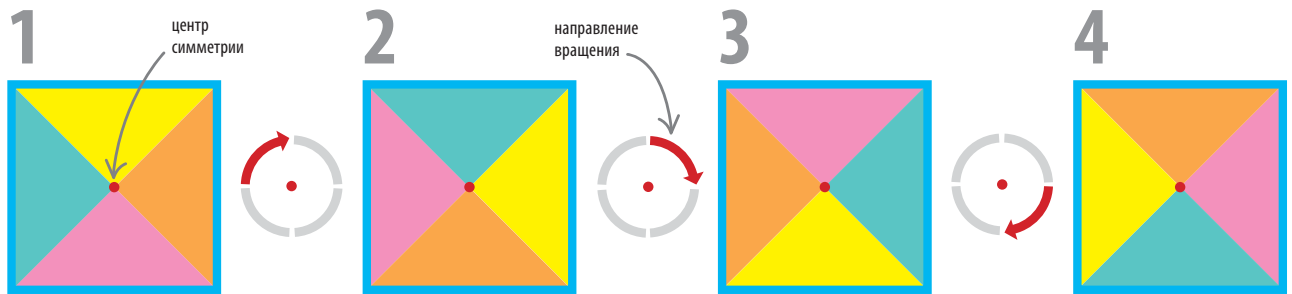 1
центр
симметрии
2
направление
вращения
3
4